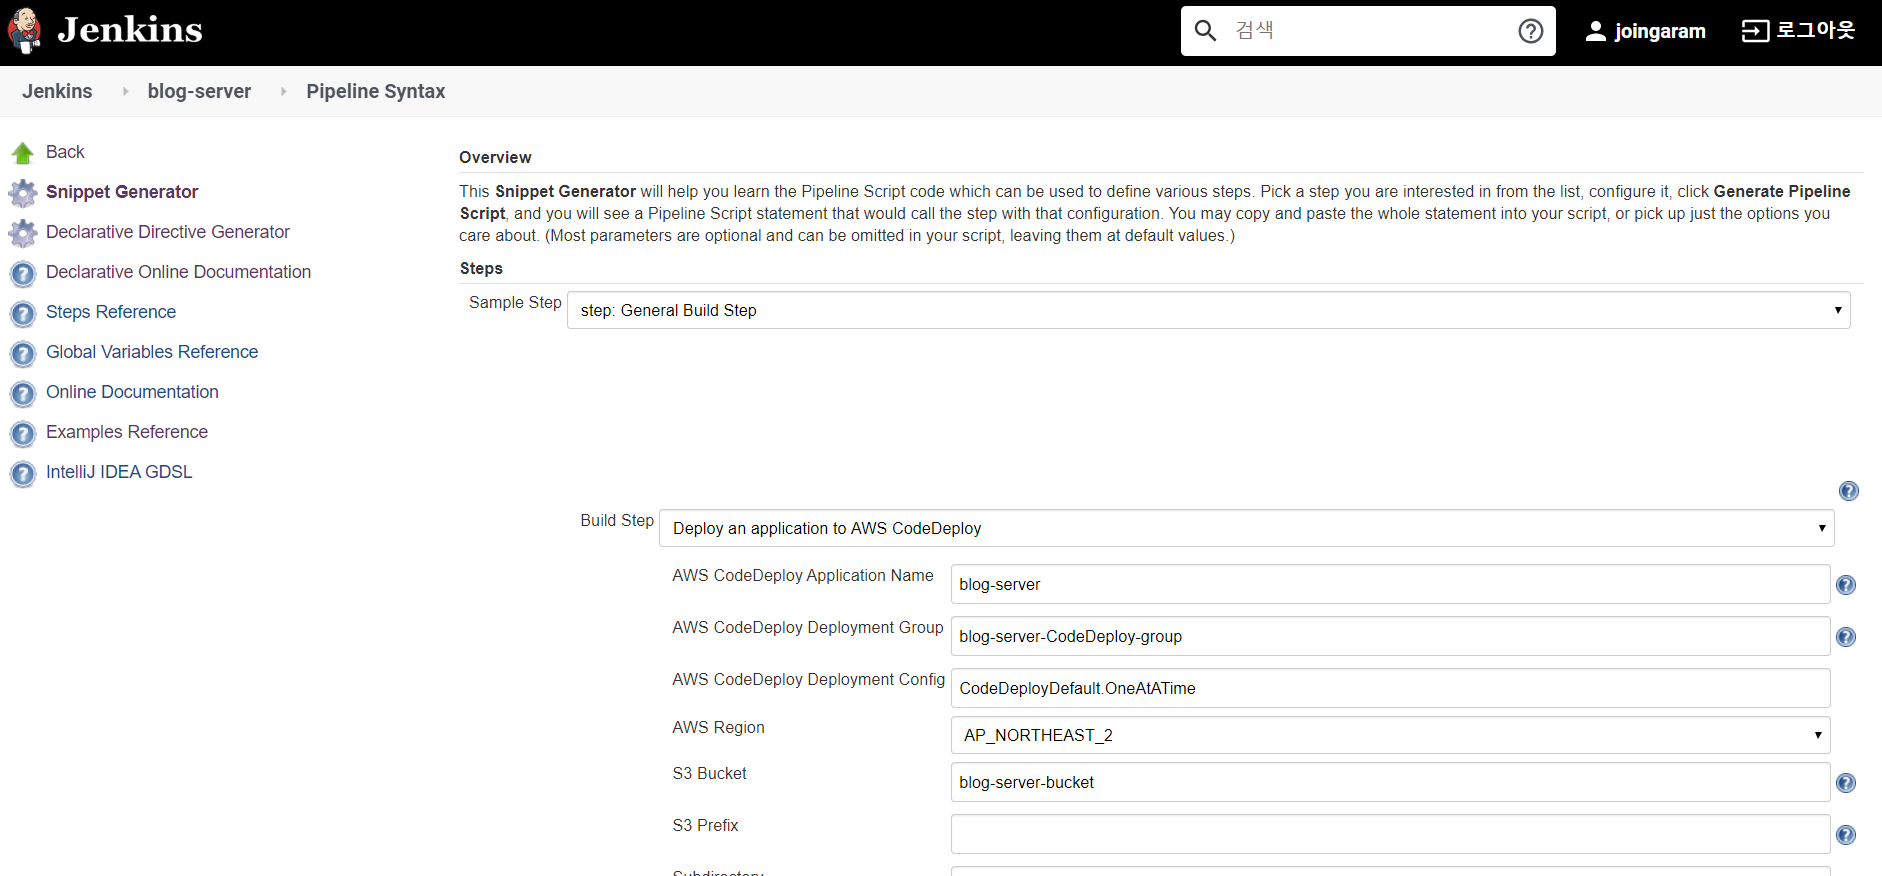 Jenkins
검색
joingaram
로그아웃
Jenkins
blog-server
Pipeline Syntax
Back
Snippet Generator
Declarative Directive Generator
Declarative Online Documentation
Steps Reference
Global Variables Reference
Online Documentation
Examples Reference
IntelliJ IDEA GDSL
Overview
This Snippet Generator will help you learn the Pipeline Script code which can be used to define various steps. Pick a step you are interested in from the list, configure it, click Generate Pipeline
Script, and you will see a Pipeline Script statement that would call the step with that configuration. You may copy and paste the whole statement into your script, or pick up just the options you
care about. (Most parameters are optional and can be omitted in your script, leaving them at default values.)
Steps
Sample Step
step: General Build Step
Build Step
Deploy an application to AWS CodeDeploy
AWS CodeDeploy Application Name
blog-server
AWS CodeDeploy Deployment Group
blog-server-CodeDeploy-group
AWS CodeDeploy Deployment Config
CodeDeployDefault.OneAtATime
AWS Region
AP_NORTHEAST_2
S3 Bucket
blog-server-bucket
S3 Prefix
Subdirectory